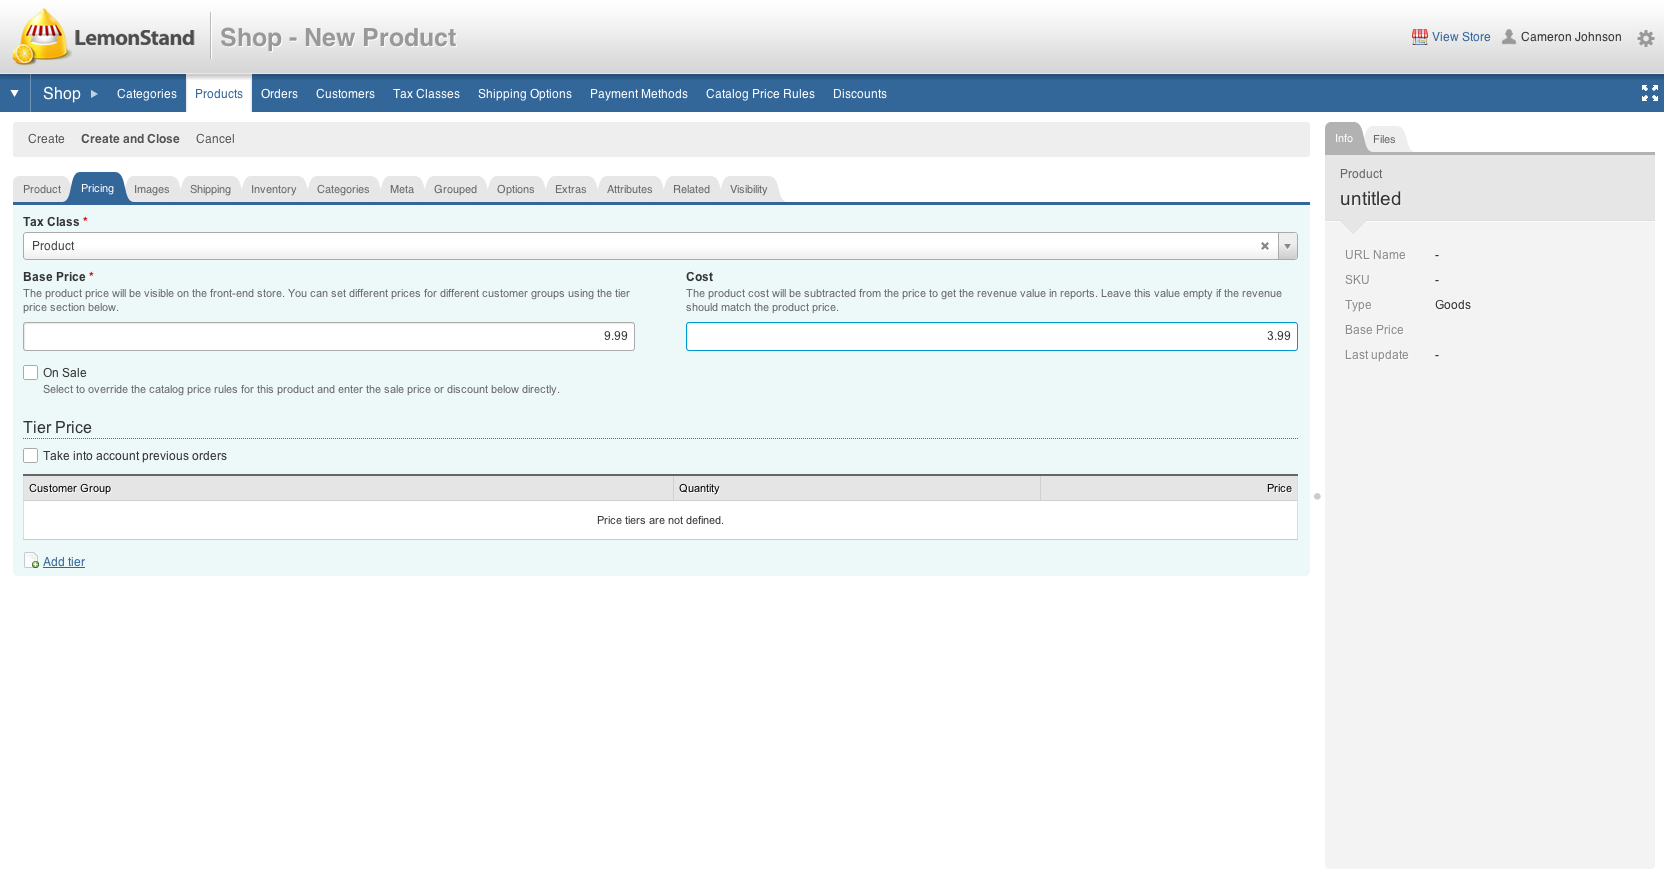 LemonStand
Shop - New Product
View Store
Cameron Johnson
Shop
Categories
Products
Orders
Customers
Tax Classes
Shipping Options
Payment Methods
Catalog Price Rules
Discounts
Create
Create and Close
Cancel
Product
Pricing
Images
Shipping
Inventory
Categories
Meta
Grouped
Options
Extras
Attributes
Related
Visibility
Tax Class *
Product
Base Price *
The product price will be visible on the front-end store. You can set different prices for different customer groups using the tier
price section below.
9.99
Cost
The product cost will be subtracted from the price to get the revenue value in reports. Leave this value empty if the revenue
should match the product price.
3.99
On Sale
Select to override the catalog price rules for this product and enter the sale price or discount below directly.
Tier Price
Take into account previous orders
Customer Group
Quantity
Price
Price tiers are not defined.
Add tier
Info
Files
Product
untitled
URL Name -
SKU -
Type Goods
Base Price
Last update -